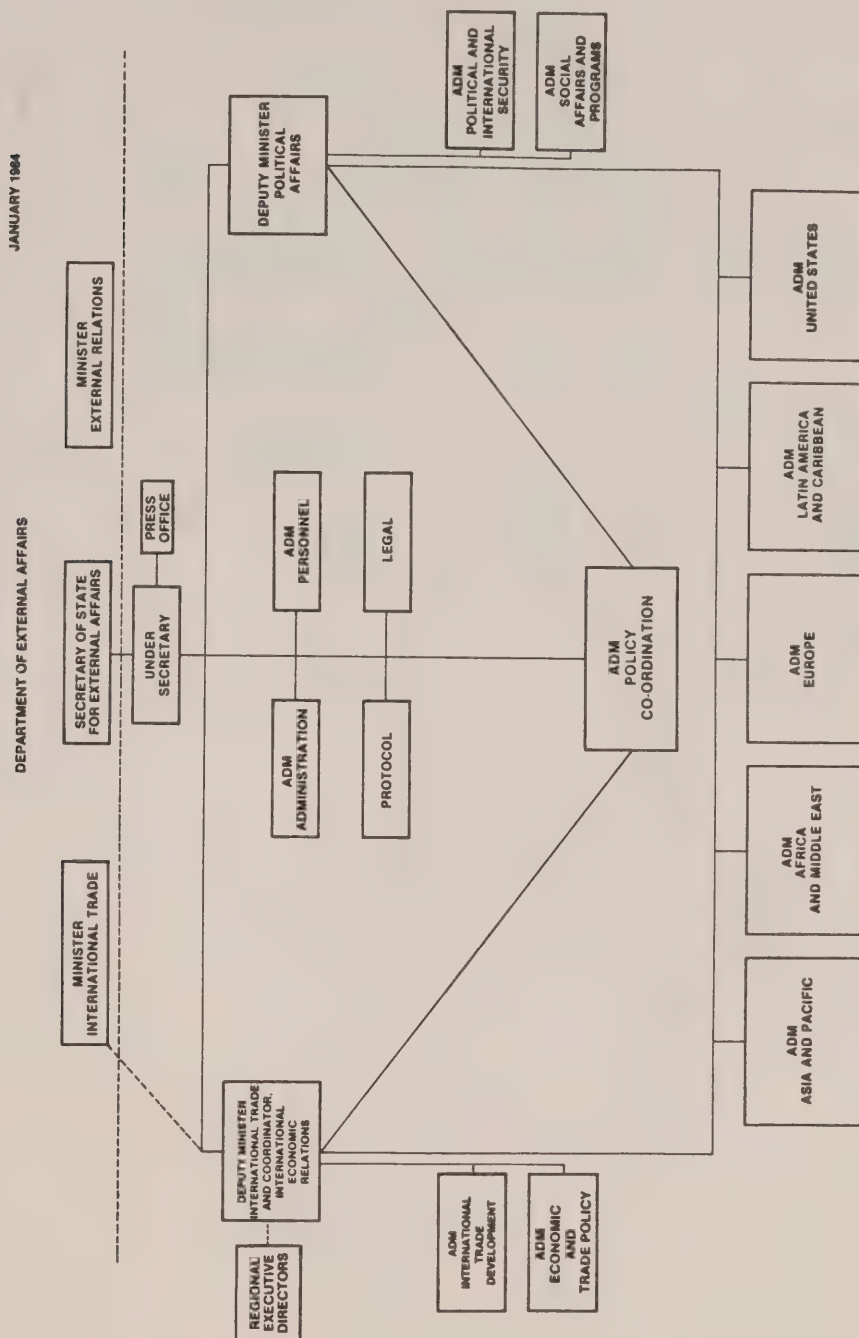 DEPARTMENT OF EXTERNAL AFFAIRS
JANUARY 1984
MINISTER
INTERNATIONAL TRADE
SECRETARY OF STATE
FOR EXTERNAL AFFAIRS
MINISTER
EXTERNAL RELATIONS
UNDER
SECRETARY
PRESS
OFFICE
REGIONAL
EXECUTIVE
DIRECTORS
DEPUTY MINISTER
INTERNATIONAL TRADE
AND COORDINATOR,
INTERNATIONAL
ECONOMIC
RELATIONS
DEPUTY MINISTER
POLITICAL
AFFAIRS
ADM
ADMINISTRATION
ADM
PERSONNEL
PROTOCOL
LEGAL
ADM
INTERNATIONAL
TRADE
DEVELOPMENT
ADM
ECONOMIC
AND
TRADE POLICY
ADM
POLITICAL AND
INTERNATIONAL
SECURITY
ADM
SOCIAL
AFFAIRS AND
PROGRAMS
ADM
POLICY
CO-ORDINATION
ADM
ASIA AND PACIFIC
ADM
AFRICA
AND MIDDLE EAST
ADM
EUROPE
ADM
LATIN AMERICA
AND CARIBBEAN
ADM
UNITED STATES